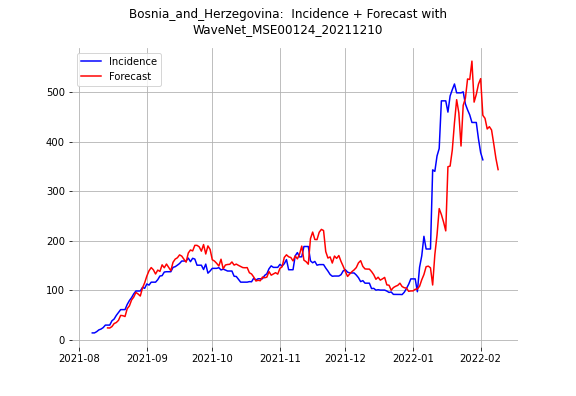 Bosnia_and_Herzegovina:  Incidence + Forecast with
WaveNet_MSE00124_20211210
Incidence
Forecast
500
400
300
200
100
0
2021-08 2021-09 2021-10 2021-11 2021-12 2022-01 2022-02